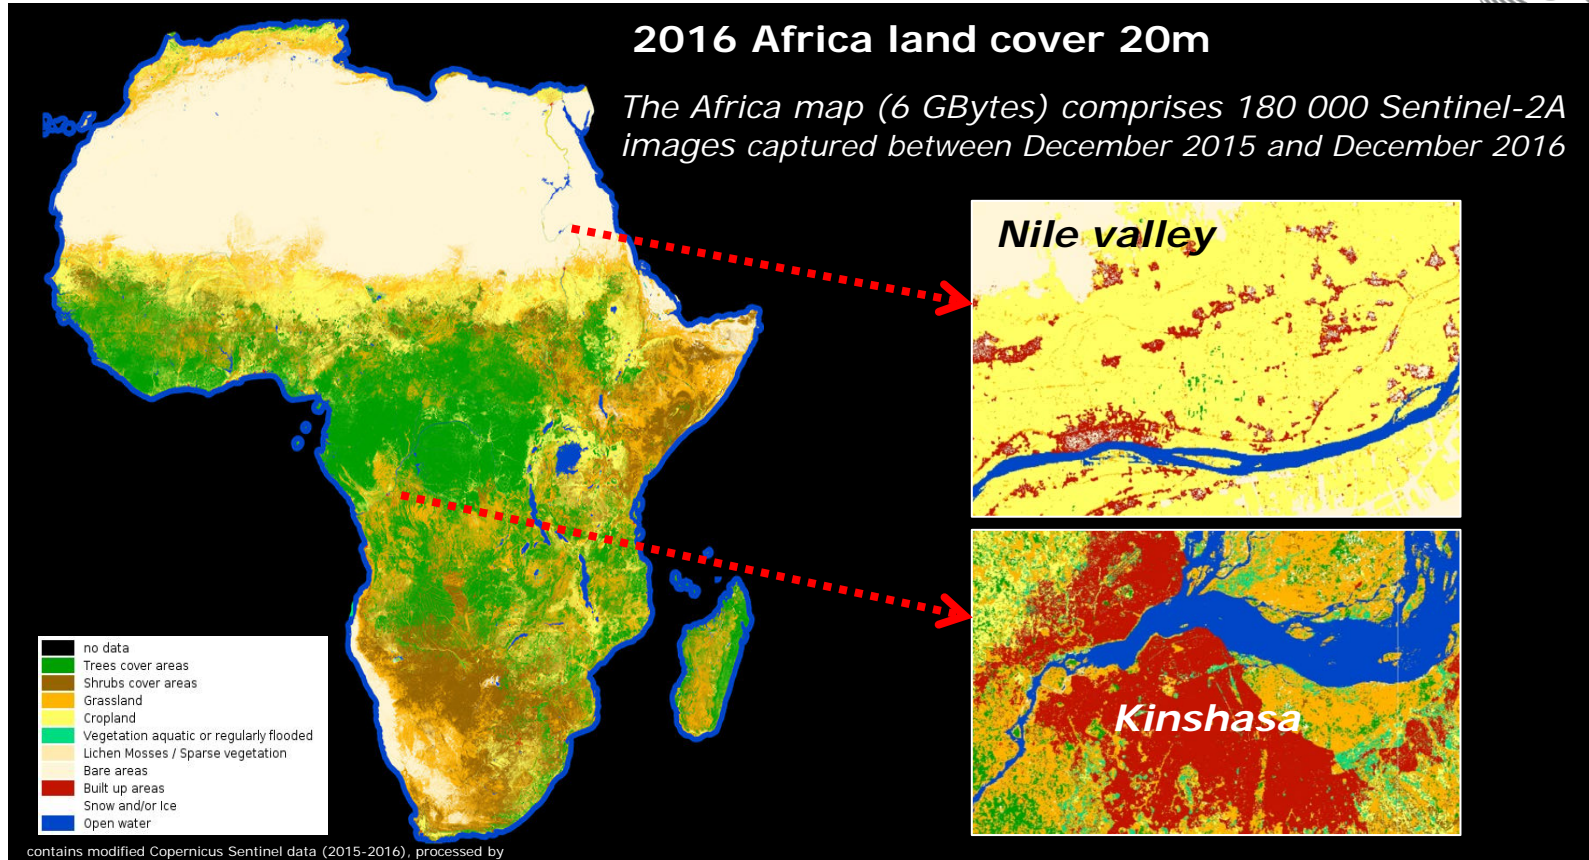 2016 Africa land cover 20m
The Africa map (6 GBytes) comprises 180 000 Sentinel-2A
images captured between December 2015 and December 2016
Nile valley
Kinshasa
no data
Trees cover areas
Shrubs cover areas
Grassland
Cropland
Vegetation aquatic or regularly flooded
Lichen Mosses / Sparse vegetation
Bare areas
Built up areas
Snow and/or Ice
Open water
contains modified Copernicus Sentinel data (2015-2016), processed by